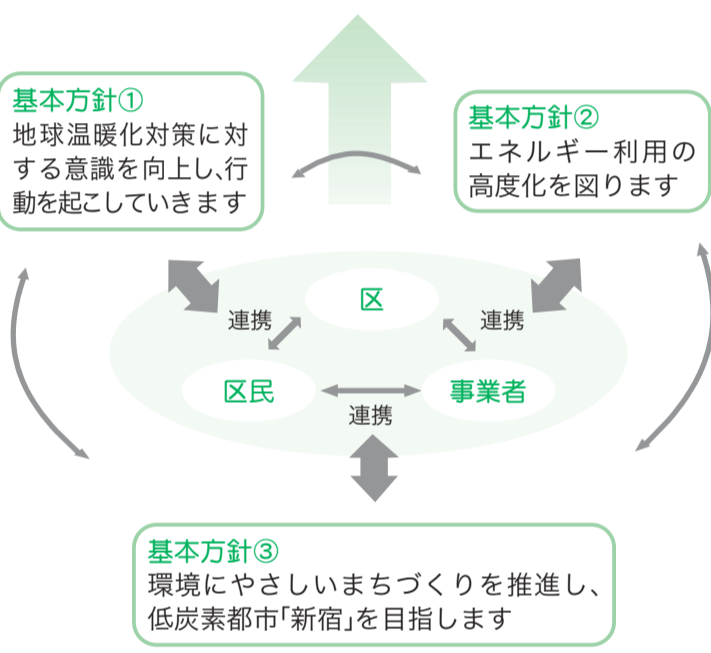 基本方針①
地球温暖化対策に対
する意識を向上し、行
動を起こしていきます
基本方針②
エネルギー利用の
高度化を図ります
区
連携
連携
区民
事業者
連携
基本方針③
環境にやさしいまちづくりを推進し、
低炭素都市「新宿」を目指します